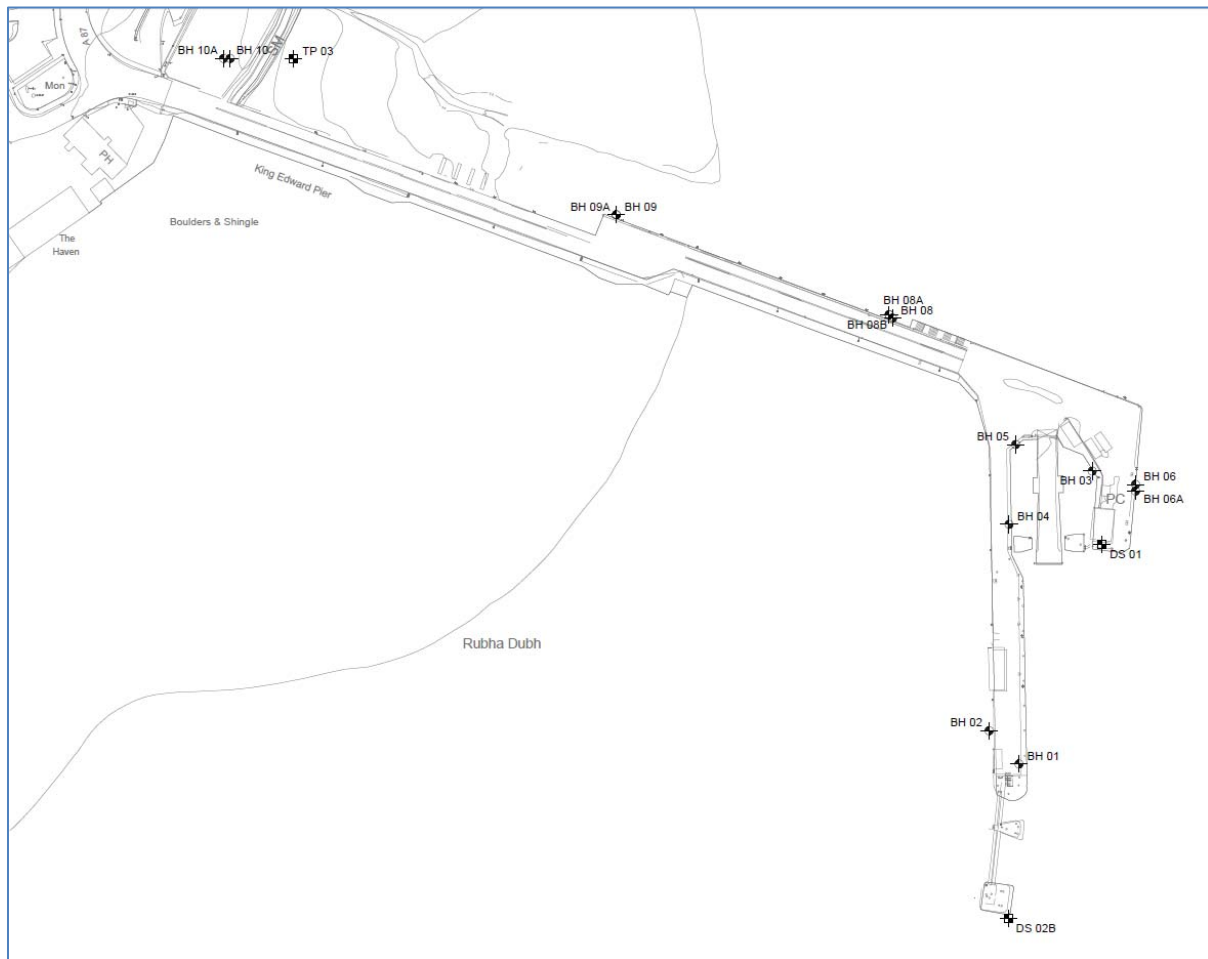 A 87
BH 10A
BH 10
SM
TP 03
Mon
PH
King Edward Pier
Boulders & Shingle
The
Haven
BH 09A
BH 09
BH 08A
BH 08
BH 08B
BH 05
BH 03
BH 06
BH 06A
PC
BH 04
DS 01
Rubha Dubh
BH 02
BH 01
DS 02B